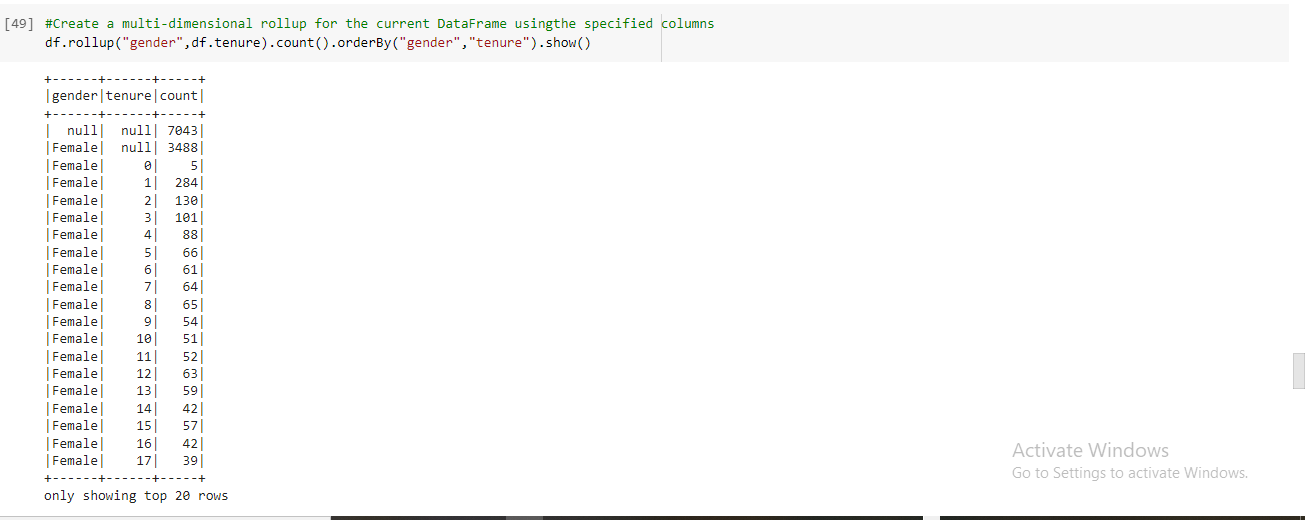 [49] #Create a multi-dimensional rollup for the current DataFrame usingthe specified columns
df.rollup("gender",df.tenure).count().orderBy("gender","tenure").show()
+------+------+-----+
|gender|tenure|count|
+------+------+-----+
|  null|  null| 7043|
|Female|  null| 3488|
|Female|     0|    5|
|Female|     1|  284|
|Female|     2|  130|
|Female|     3|  101|
|Female|     4|   88|
|Female|     5|   66|
|Female|     6|   61|
|Female|     7|   64|
|Female|     8|   65|
|Female|     9|   54|
|Female|    10|   51|
|Female|    11|   52|
|Female|    12|   63|
|Female|    13|   59|
|Female|    14|   42|
|Female|    15|   57|
|Female|    16|   42|
|Female|    17|   39|
+------+------+-----+
only showing top 20 rows
Activate Windows
Go to Settings to activate Windows.